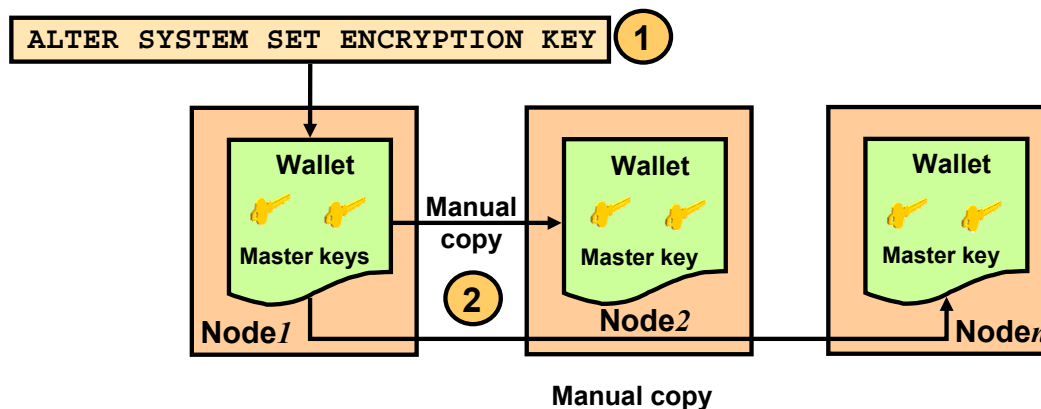 ALTER SYSTEM SET ENCRYPTION KEY
1
Wallet
Master keys
Node1
Manual
copy
2
Wallet
Master key
Node2
Wallet
Master key
Noden
Manual copy